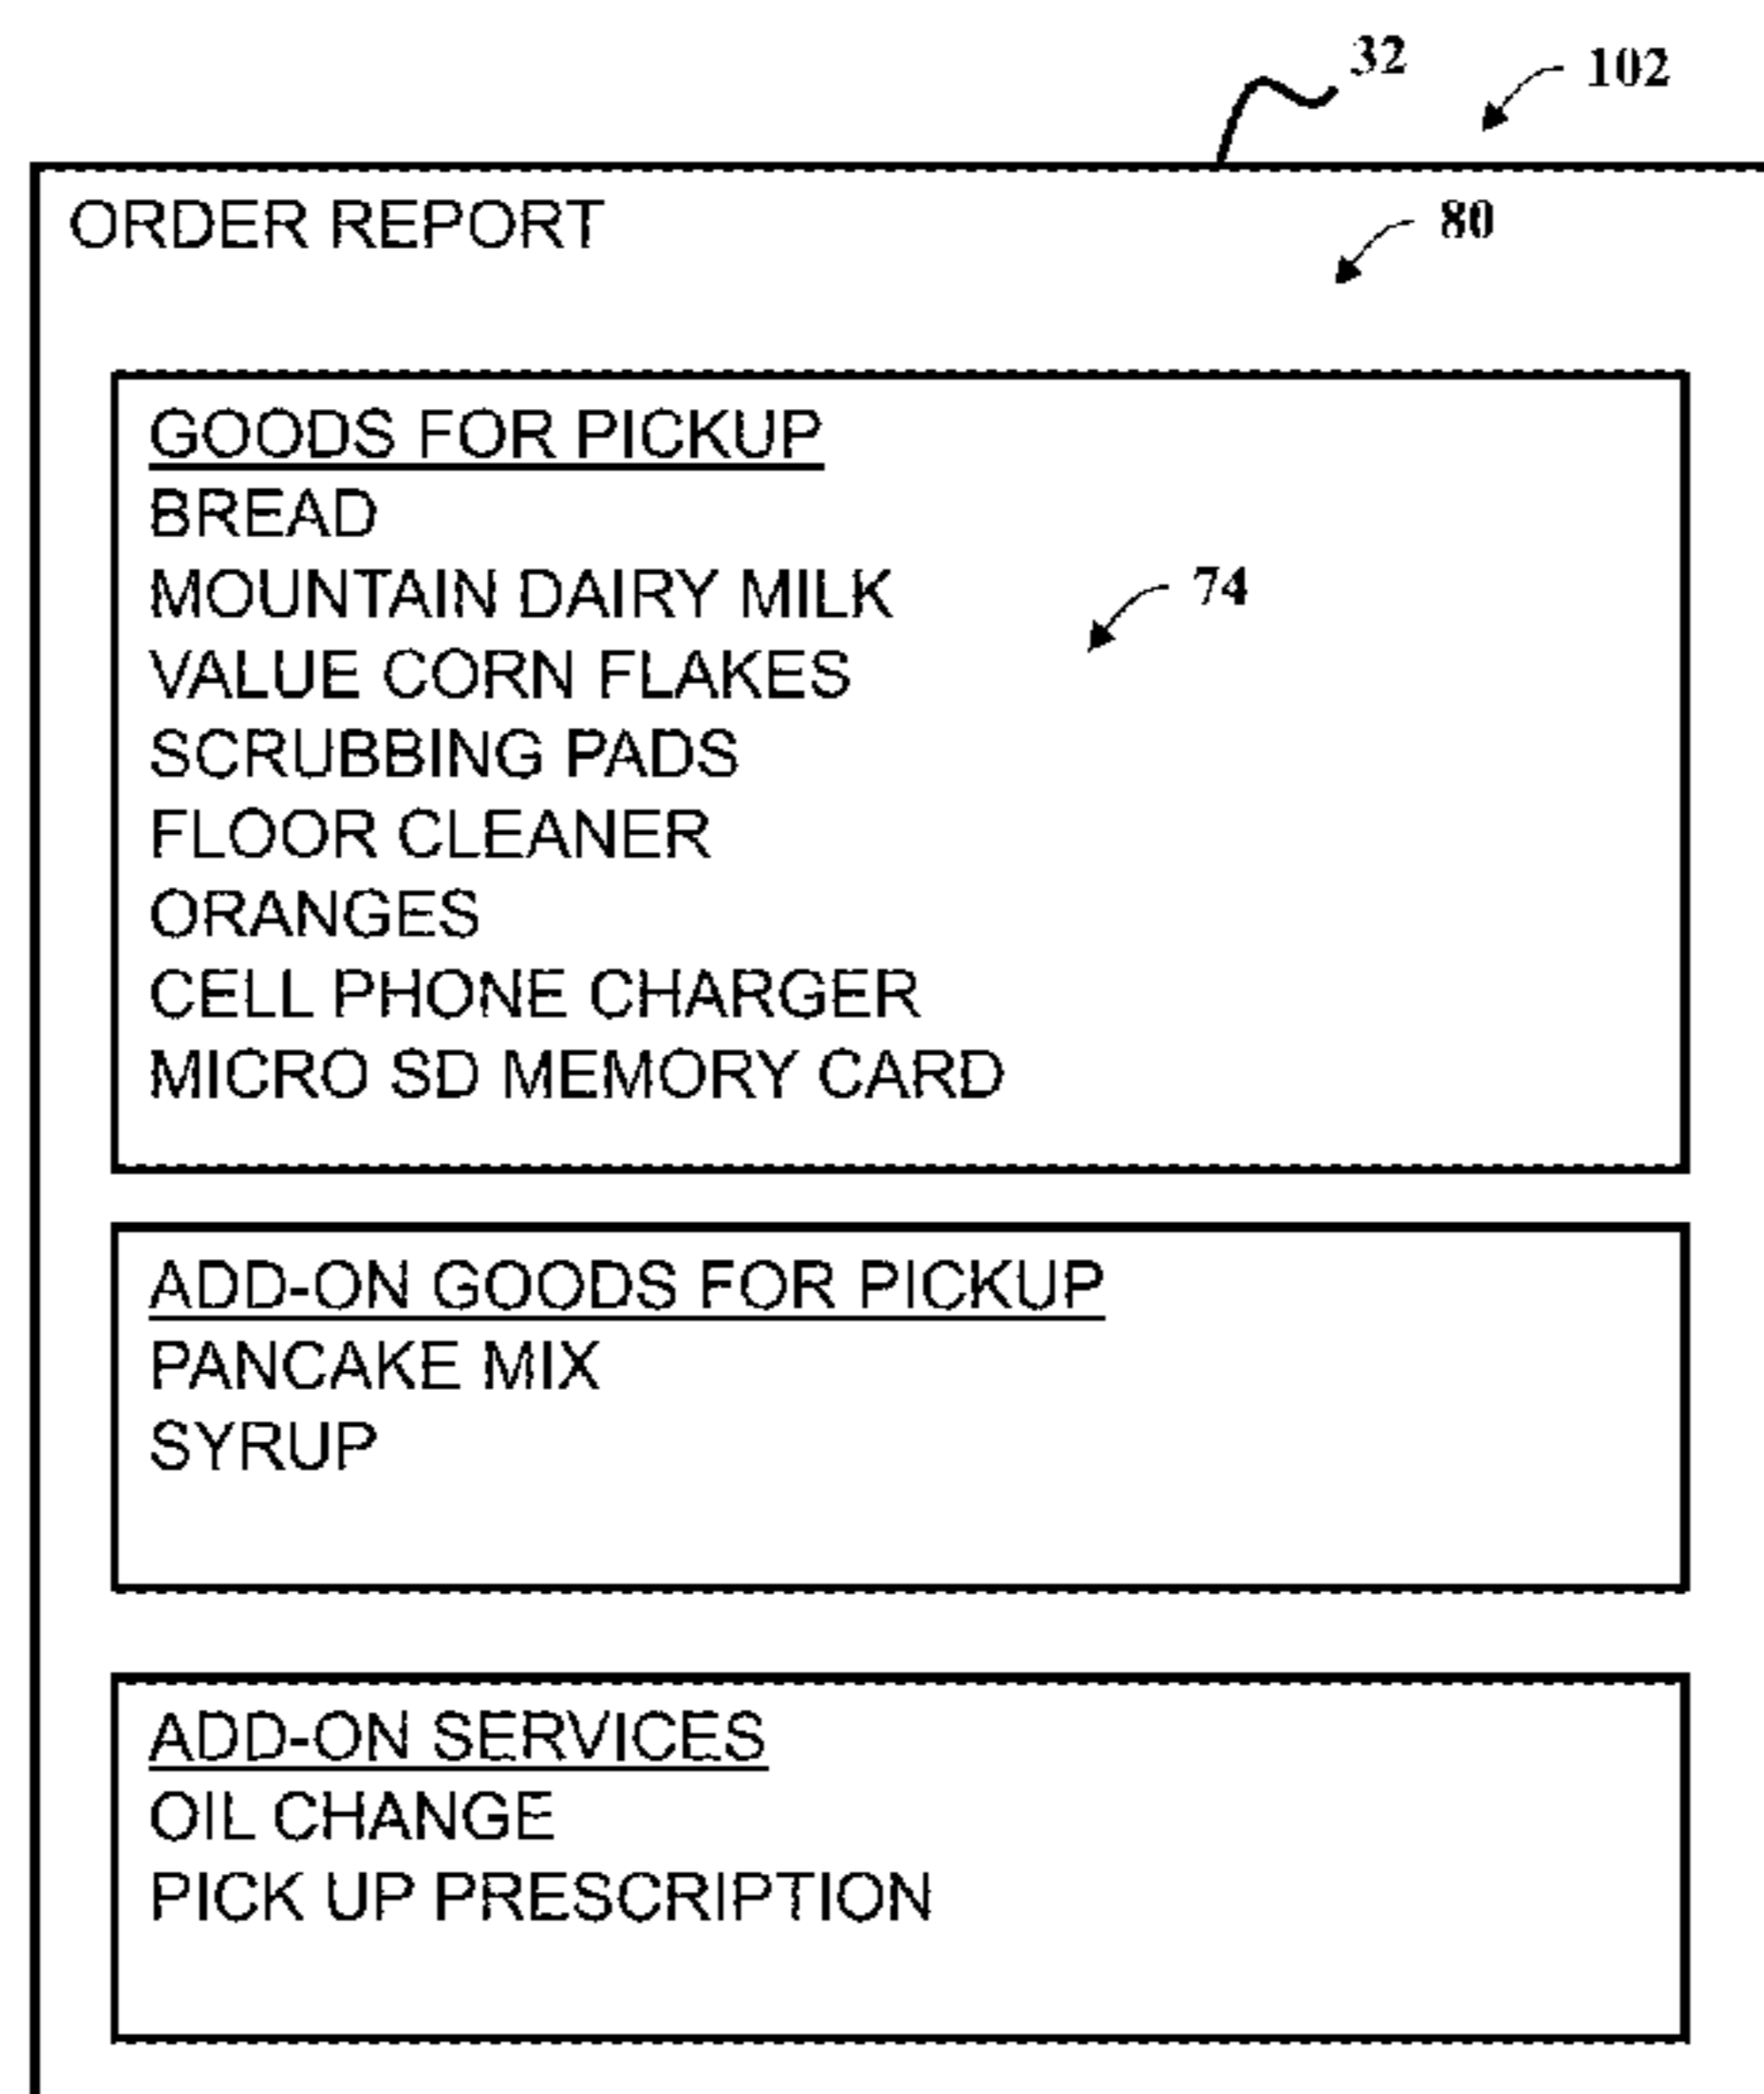 32
102
ORDER REPORT
80
GOODS FOR PICKUP
BREAD
MOUNTAIN DAIRY MILK
74
VALUE CORN FLAKES
SCRUBBING PADS
FLOOR CLEANER
ORANGES
CELL PHONE CHARGER
MICRO SD MEMORY CARD
ADD-ON GOODS FOR PICKUP
PANCAKE MIX
SYRUP
ADD-ON SERVICES
OIL CHANGE
PICK UP PRESCRIPTION